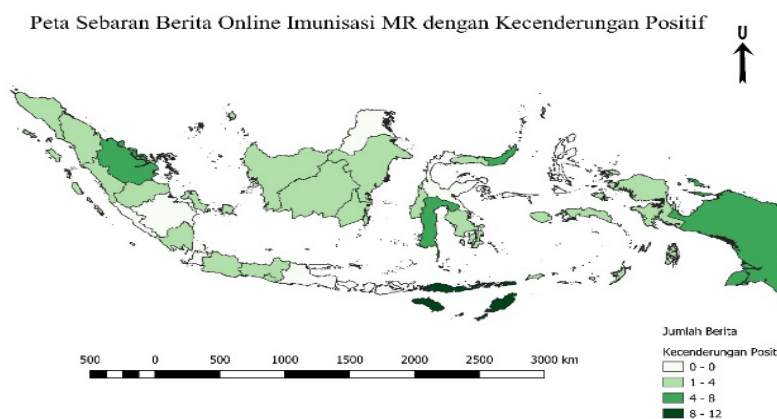 Peta Sebaran Berita Online Imunisasi MR dengan Kecenderungan Positif
U
500 0 500 1000 1500 2000 2500 3000 km
Jumlah Berita
Kecenderungan Posit
0 - 0
1 - 4
4 - 8
8 - 12